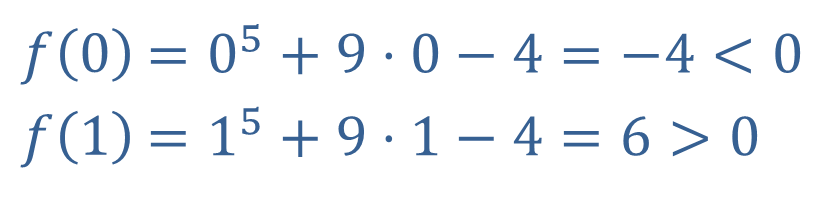 f(0) = 0⁵ + 9 · 0 − 4 = −4 < 0
f(1) = 1⁵ + 9 · 1 − 4 = 6 > 0